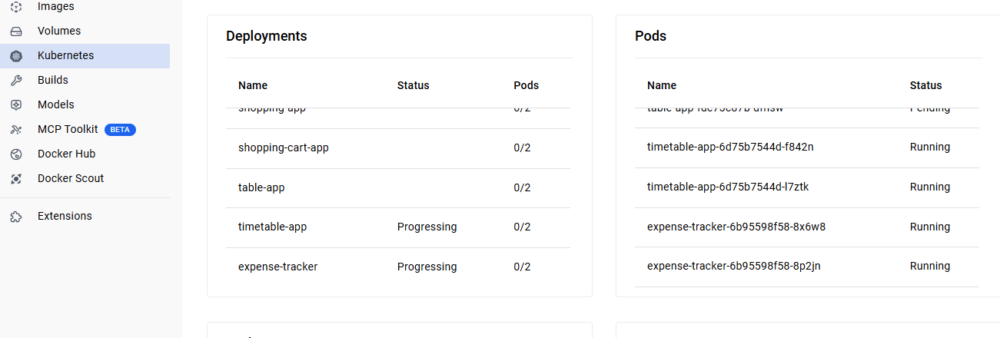 Images
Volumes
Kubernetes
Builds
Models
MCP Toolkit BETA
Docker Hub
Docker Scout
Extensions
Deployments
Name Status Pods
shopping-app 0/2
shopping-cart-app 0/2
table-app 0/2
timetable-app Progressing 0/2
expense-tracker Progressing 0/2
Pods
Name Status
Pending
timetable-app-6d75b7544d-f842n Running
timetable-app-6d75b7544d-l7ztk Running
expense-tracker-6b95598f58-8x6w8 Running
expense-tracker-6b95598f58-8p2jn Running